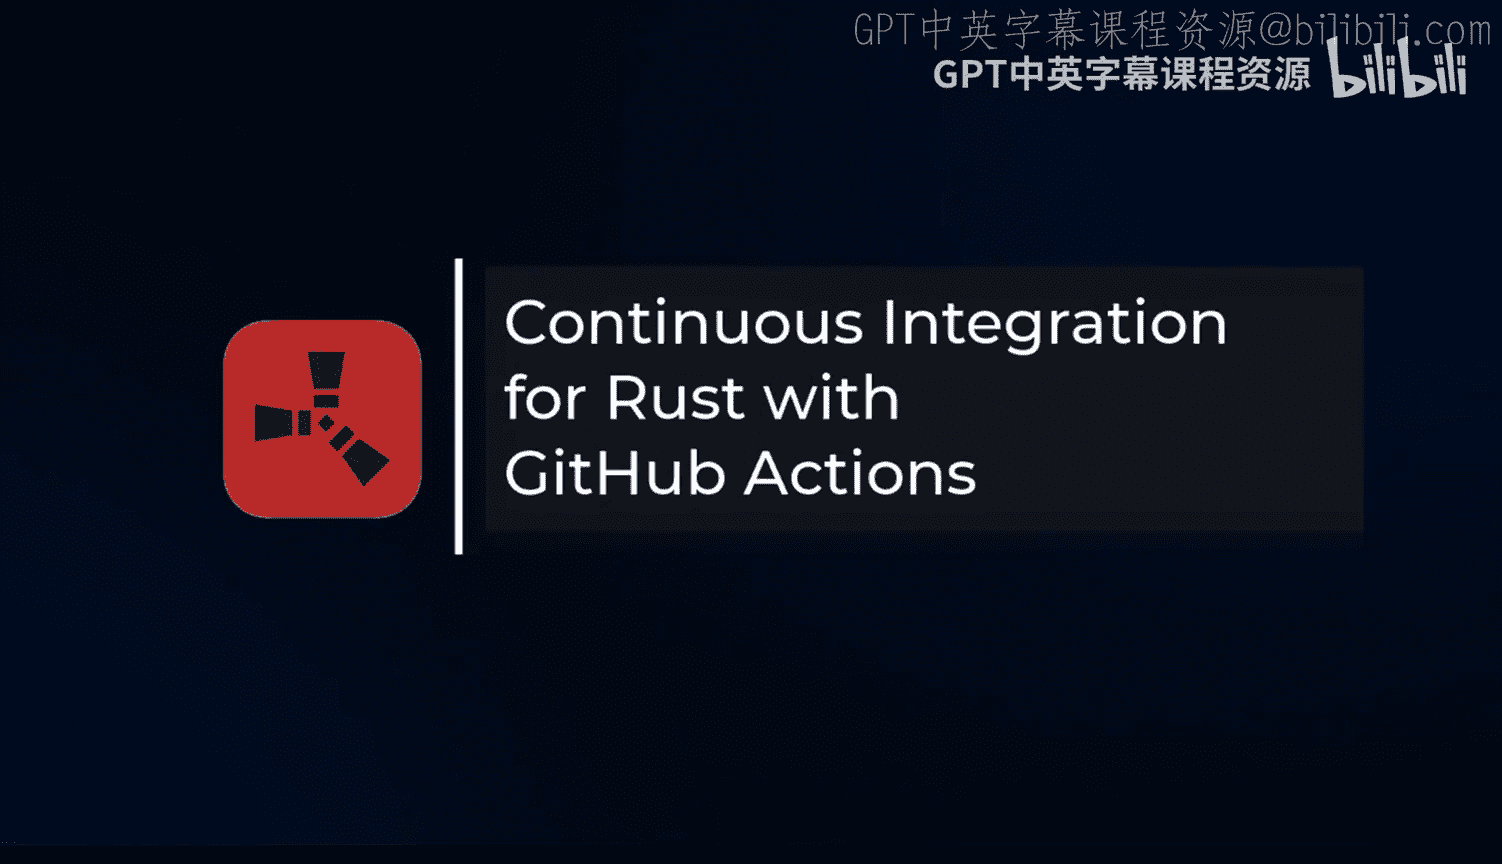 GPT中英字幕课程资源@bilibili.com
GPT中英字幕课程资源 bilibili
Continuous Integration
for Rust with
GitHub Actions